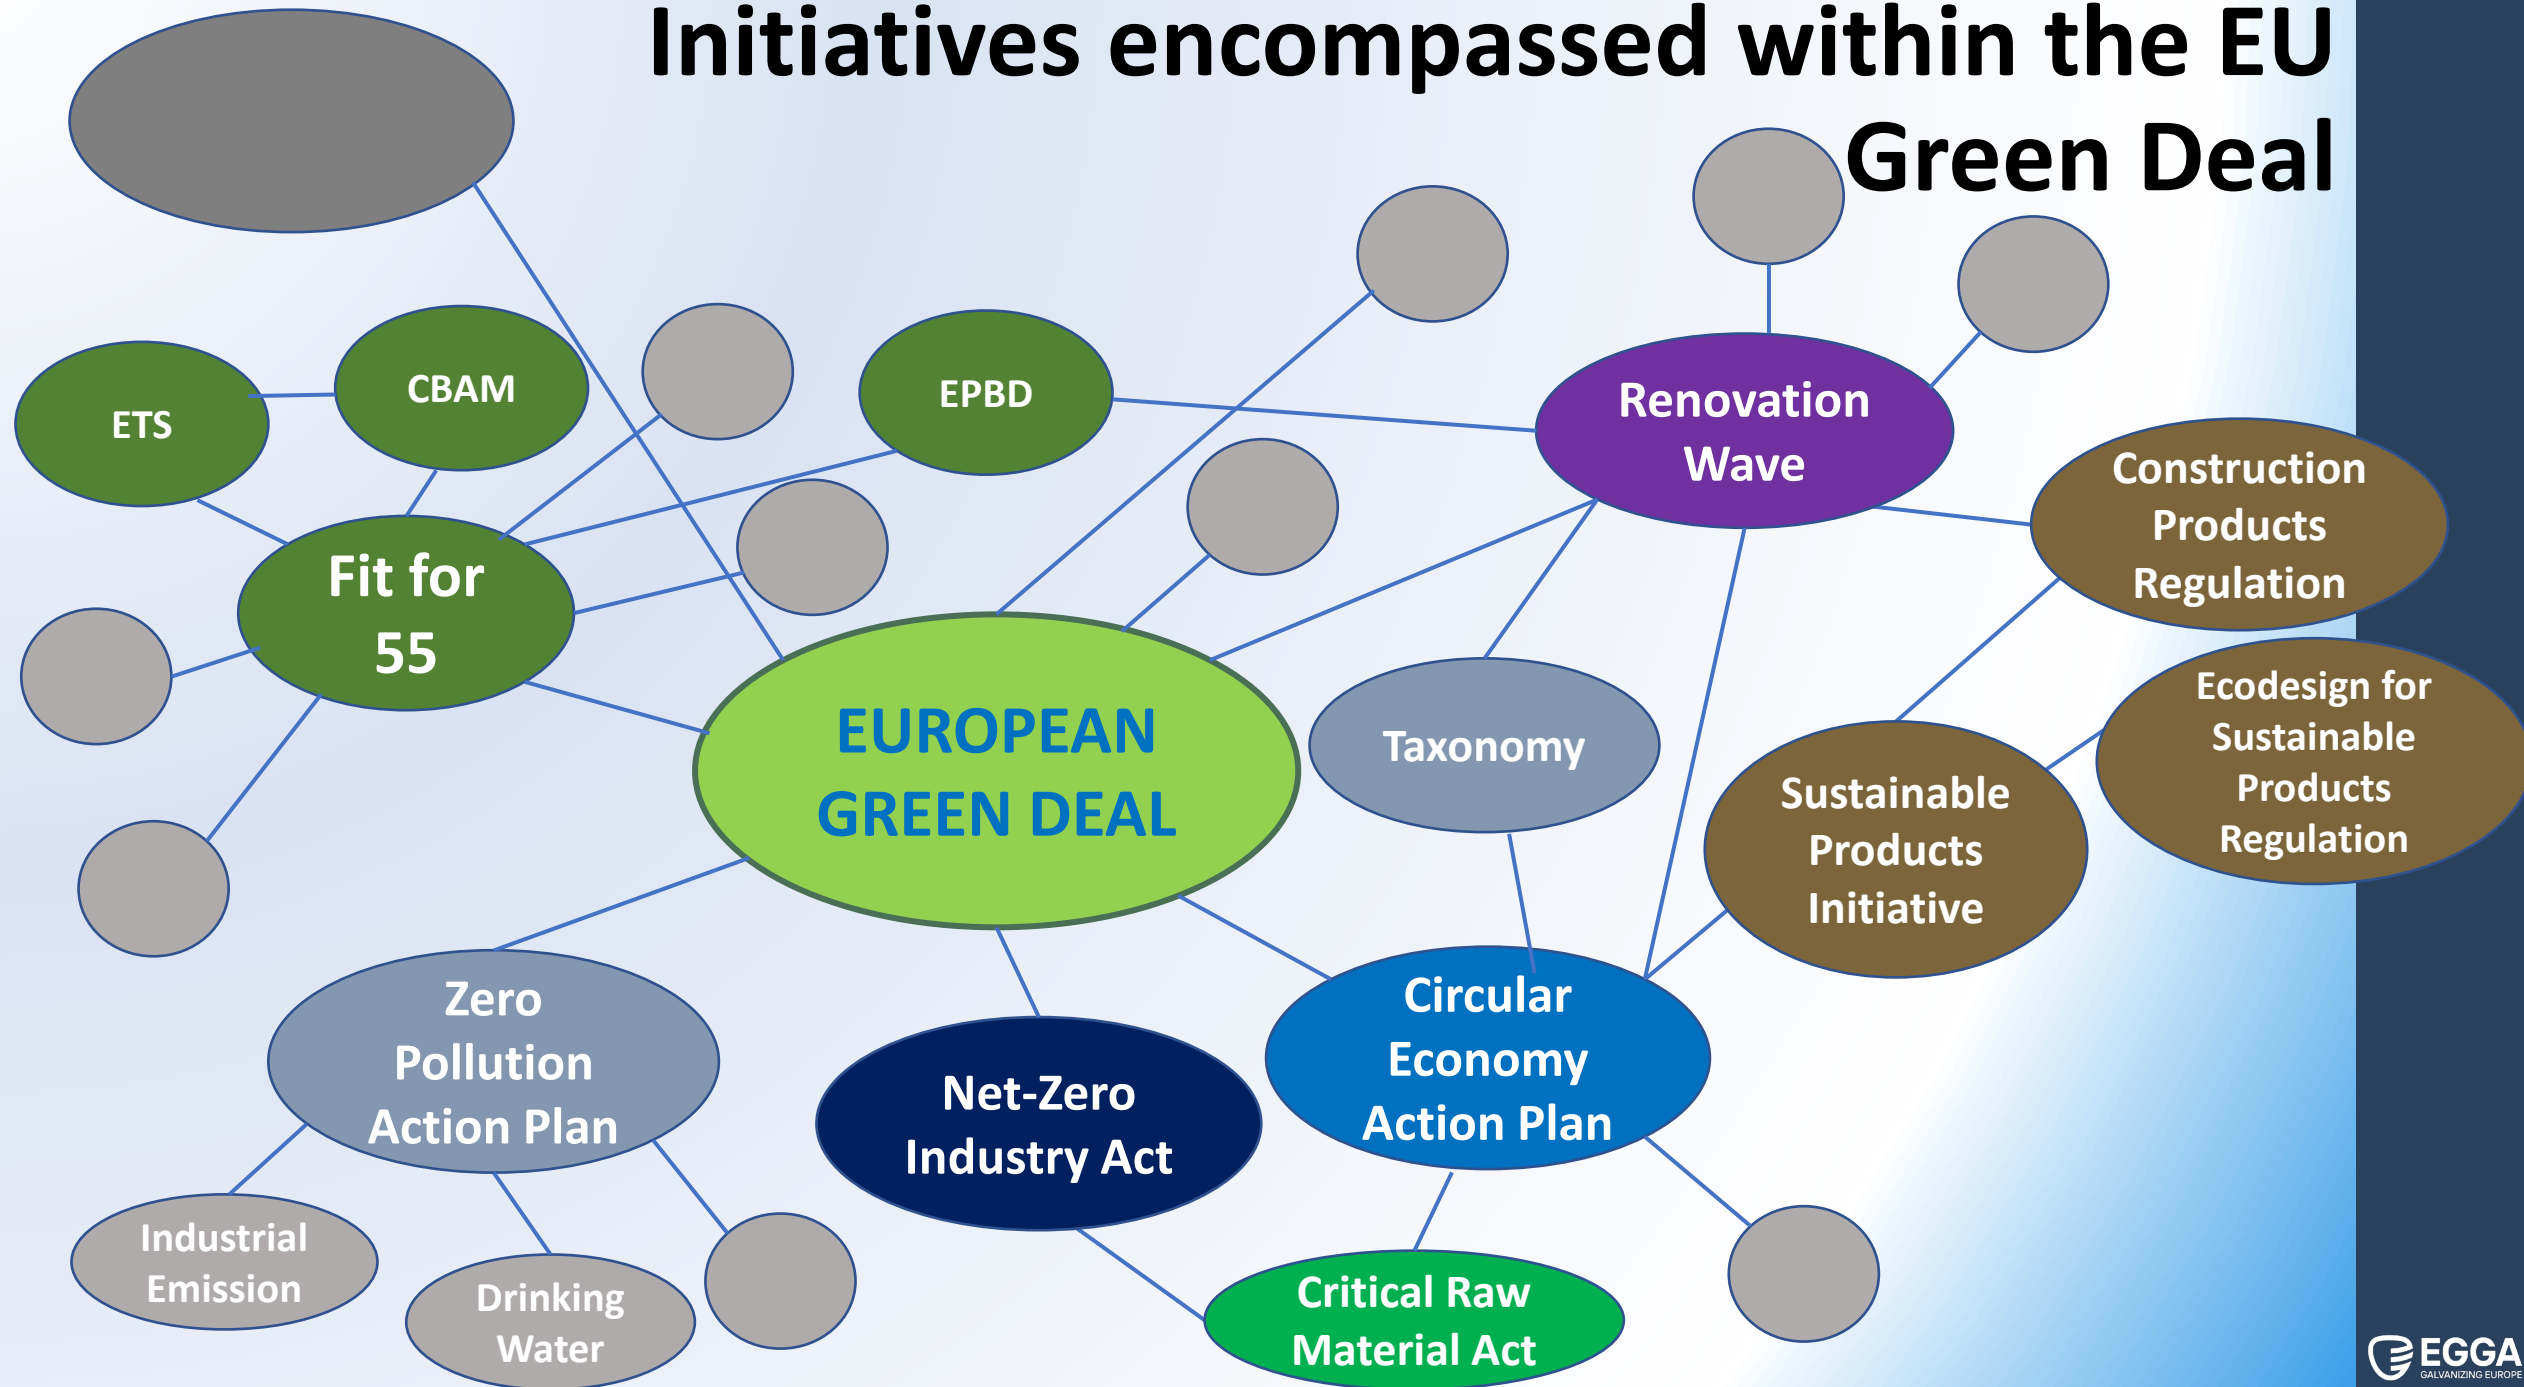 Initiatives encompassed within the EU
Green Deal
ETS
CBAM
EPBD
Renovation
Wave
Construction
Products
Regulation
Fit for
55
EUROPEAN
GREEN DEAL
Taxonomy
Ecodesign for
Sustainable
Products
Regulation
Sustainable
Products
Initiative
Zero
Pollution
Action Plan
Net-Zero
Industry Act
Circular
Economy
Action Plan
Industrial
Emission
Drinking
Water
Critical Raw
Material Act
EGGA
GALVANIZING EUROPE